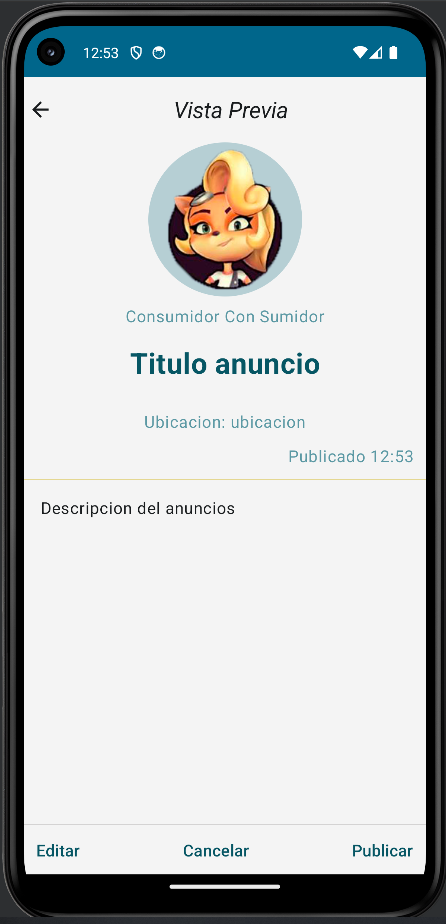 12:53
Vista Previa
Consumidor Con Sumidor
Titulo anuncio
Ubicacion: ubicacion
Publicado 12:53
Descripcion del anuncios
Editar Cancelar Publicar